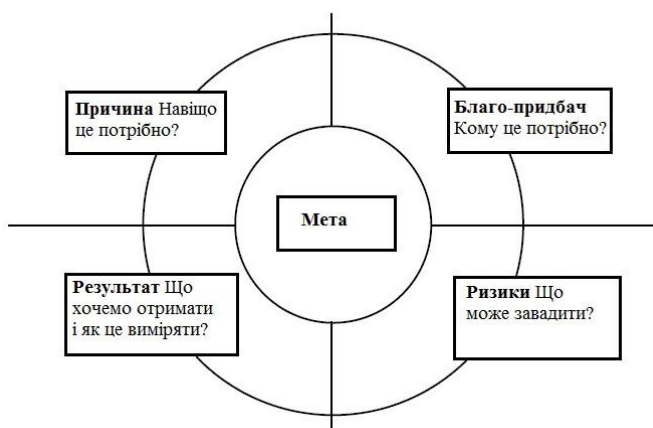 Причина Навіщо
це потрібно?
Благо-придбач
Кому це потрібно?
Мета
Результат Що
хочемо отримати
і як це виміряти?
Ризики Що
може завадити?